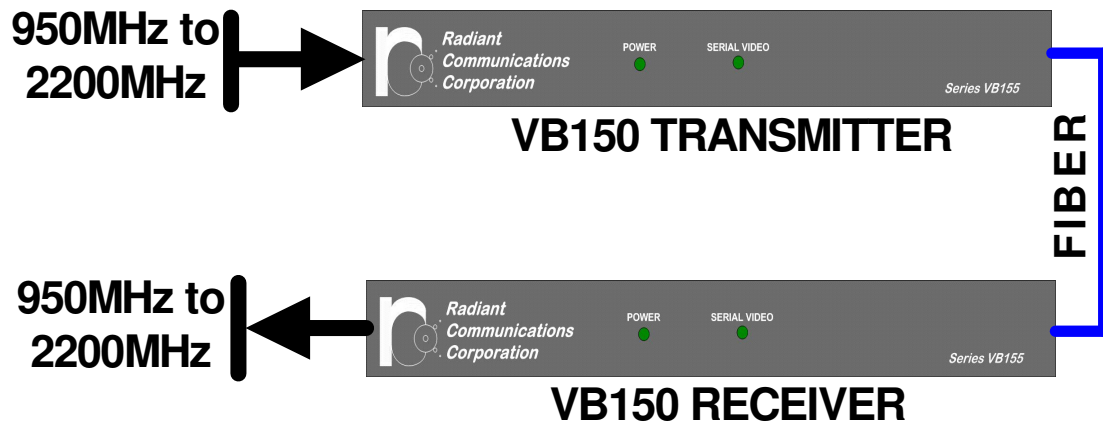 950MHz to
2200MHz
Radiant
Communications
Corporation
POWER
SERIAL VIDEO
Series VB155
VB150 TRANSMITTER
FIBER
950MHz to
2200MHz
Radiant
Communications
Corporation
POWER
SERIAL VIDEO
Series VB155
VB150 RECEIVER